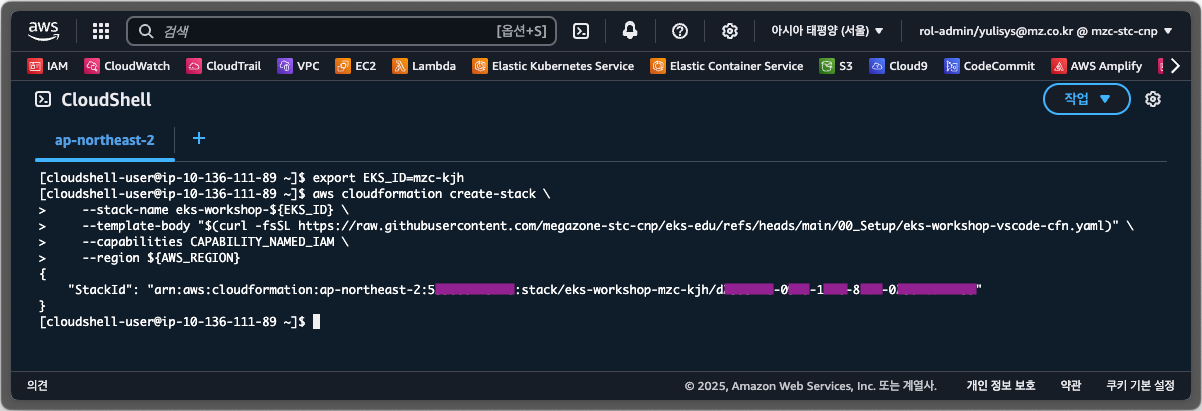 aws 검색 [옵션+S] 아시아 태평양 (서울) ▼ rol-admin/yulisys@mz.co.kr @ mzc-stc-cnp ▼
IAM CloudWatch CloudTrail VPC EC2 Lambda Elastic Kubernetes Service Elastic Container Service S3 Cloud9 CodeCommit AWS Amplify
CloudShell 작업 ▼
ap-northeast-2 +
[cloudshell-user@ip-10-136-111-89 ~]$ export EKS_ID=mzc-kjh
[cloudshell-user@ip-10-136-111-89 ~]$ aws cloudformation create-stack \
> --stack-name eks-workshop-${EKS_ID} \
> --template-body "$(curl -fsSL https://raw.githubusercontent.com/megazone-stc-cnp/eks-edu/refs/heads/main/00_Setup/eks-workshop-vscode-cfn.yaml)" \
> --capabilities CAPABILITY_NAMED_IAM \
> --region ${AWS_REGION}
{
"StackId": "arn:aws:cloudformation:ap-northeast-2:5 :stack/eks-workshop-mzc-kjh/d -0 -1 -8 -0 "
}
[cloudshell-user@ip-10-136-111-89 ~]$
의견 © 2025, Amazon Web Services, Inc. 또는 계열사. 개인 정보 보호 약관 쿠키 기본 설정